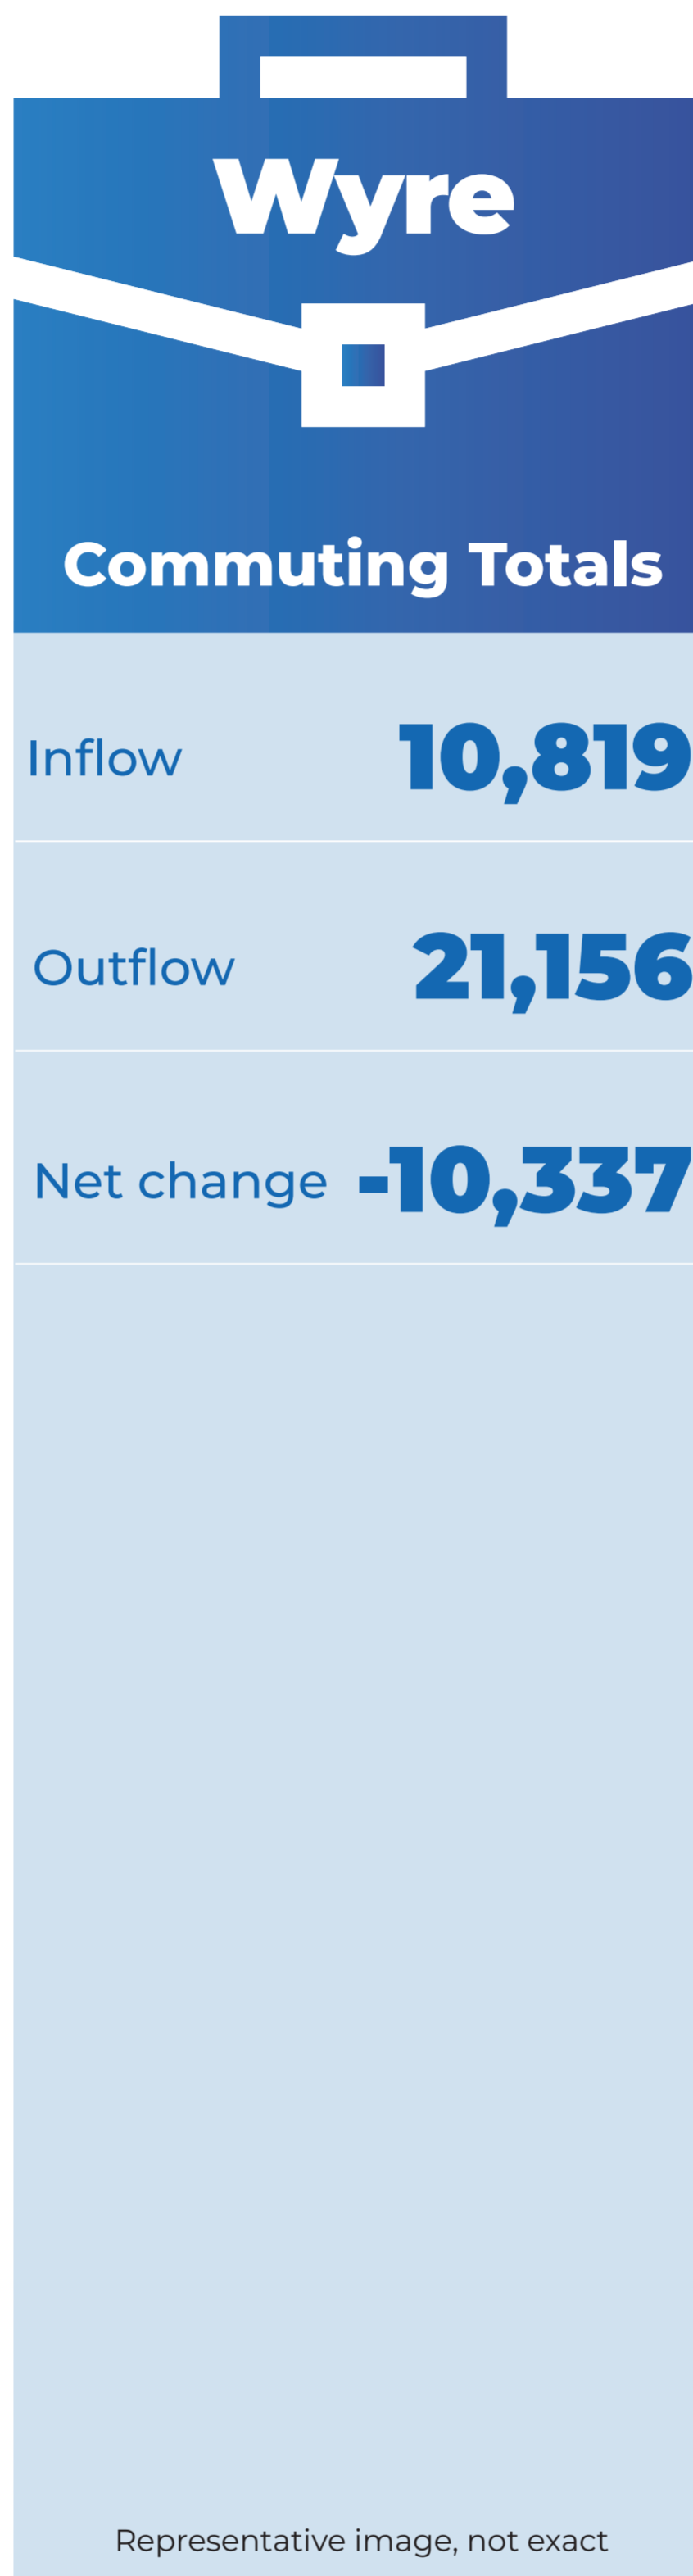 Wyre
Commuting Totals
Inflow 10,819
Outflow 21,156
Net change -10,337
Representative image, not exact